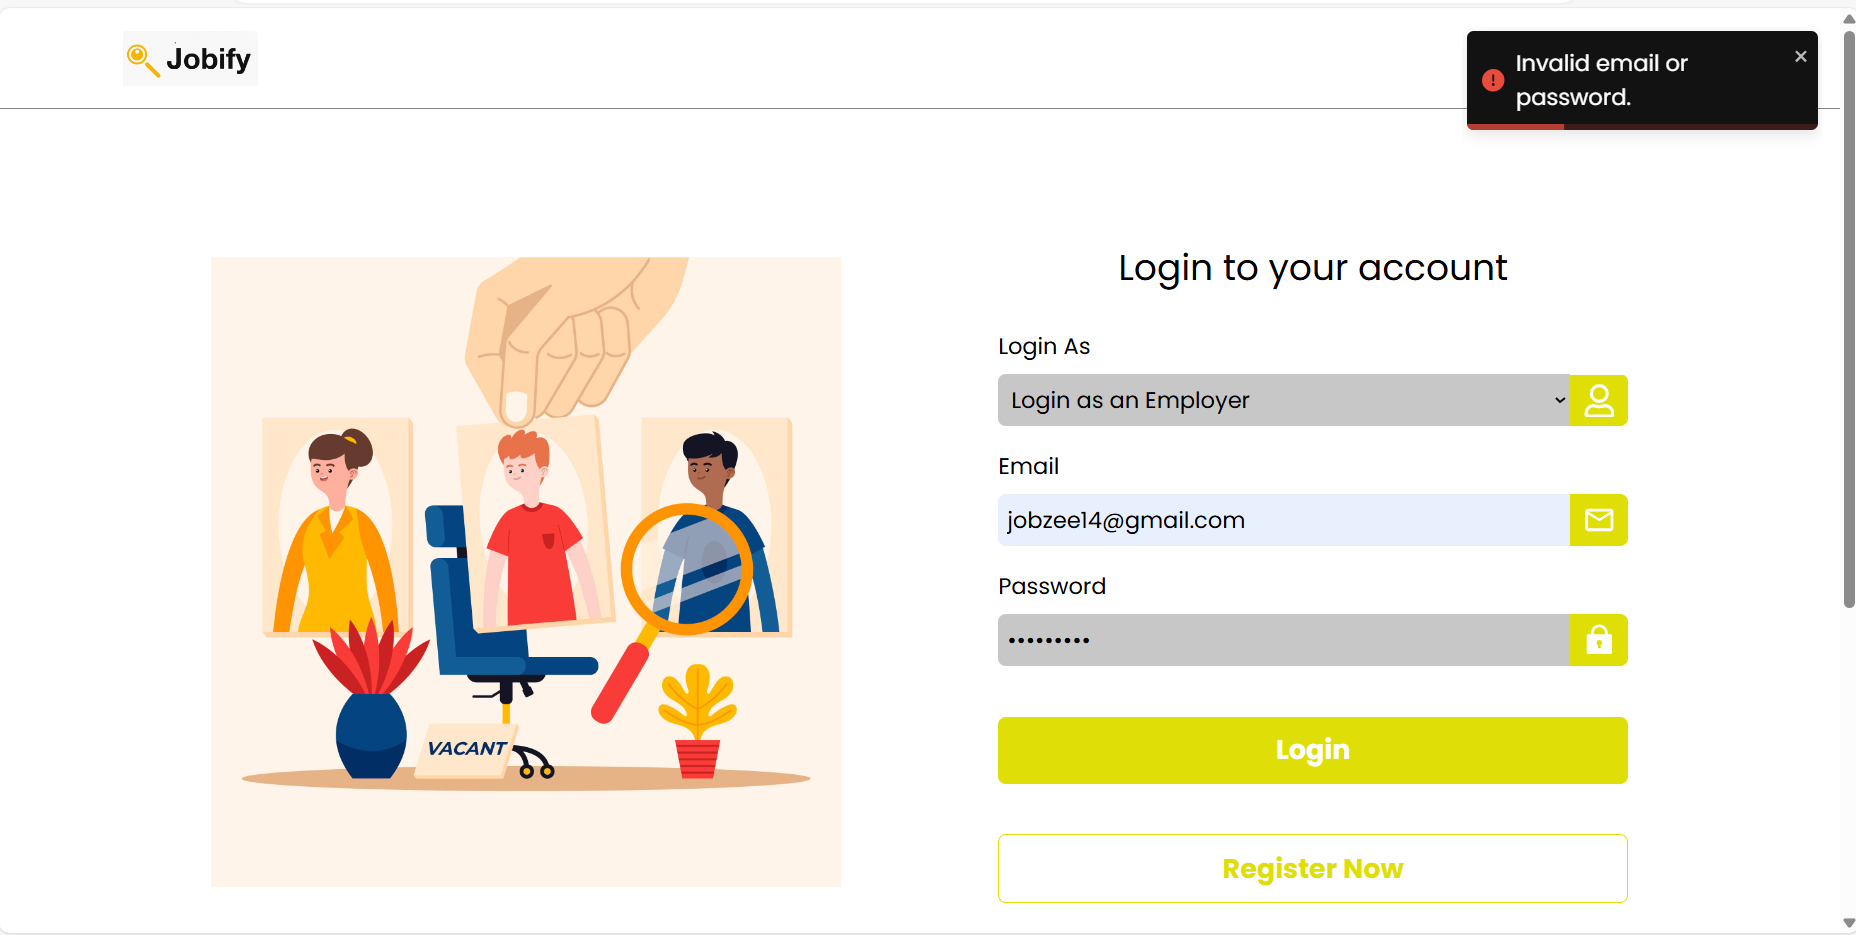 Jobify
Invalid email or
password.
Login to your account
Login As
Login as an Employer
Email
jobzee14@gmail.com
Password
•••••••••
Login
Register Now
VACANT